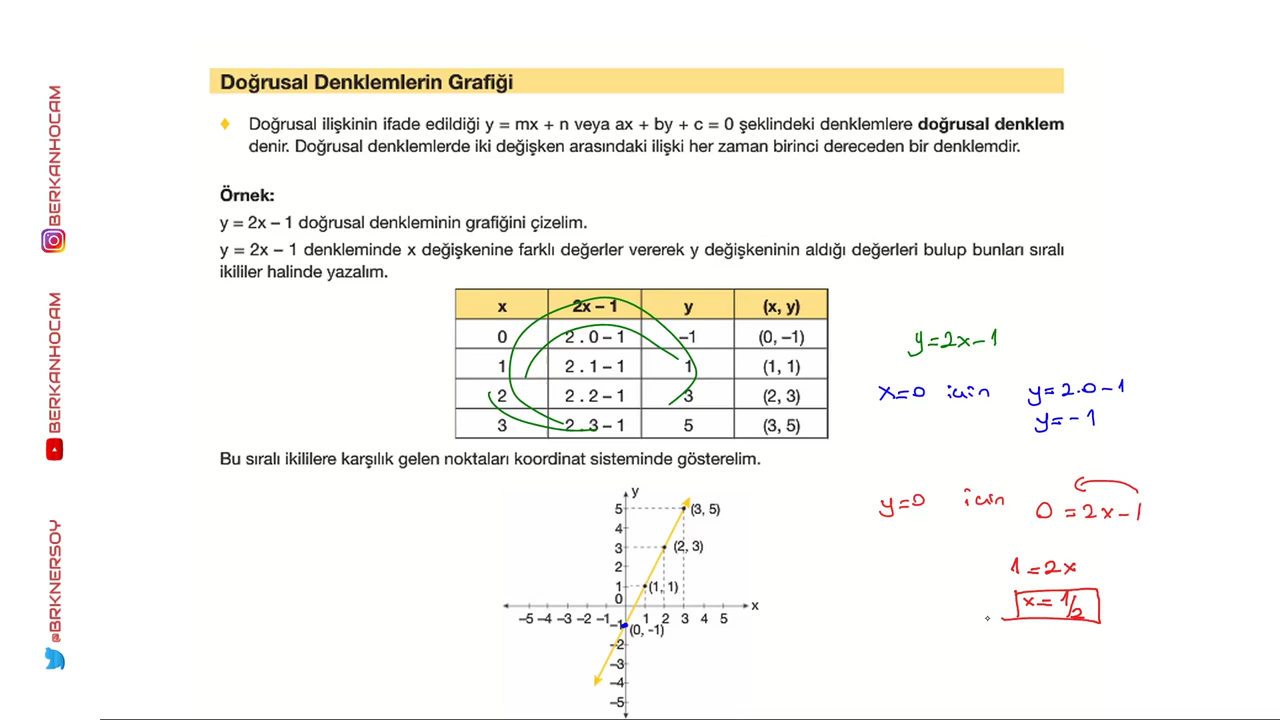 Doğrusal Denklemlerin Grafiği
Doğrusal ilişkinin ifade edildiği y = mx + n veya ax + by + c = 0 şeklindeki denklemlere doğrusal denklem
denir. Doğrusal denklemlerde iki değişken arasındaki ilişki her zaman birinci dereceden bir denklemdir.
Örnek:
y = 2x – 1 doğrusal denkleminin grafiğini çizelim.
y = 2x – 1 denkleminde x değişkenine farklı değerler vererek y değişkeninin aldığı değerleri bulup bunları sıralı
ikililer halinde yazalım.
x 2x – 1 y (x, y)
0 2 . 0 – 1 –1 (0, –1)
1 2 . 1 – 1 1 (1, 1)
2 2 . 2 – 1 3 (2, 3)
3 2 . 3 – 1 5 (3, 5)
Bu sıralı ikililere karşılık gelen noktaları koordinat sisteminde gösterelim.
y
5 (3, 5)
4
3 (2, 3)
2
1 (1, 1)
0
x
–5 –4 –3 –2 –1 1 2 3 4 5
–1 (0, -1)
–2
–3
–4
–5
y=2x-1
x=0 için y=2.0-1
y=-1
y=0 için 0=2x-1
1=2x
x=1/2
BERKANHOCAM
BERKANHOCAM
@BRKNERSOY